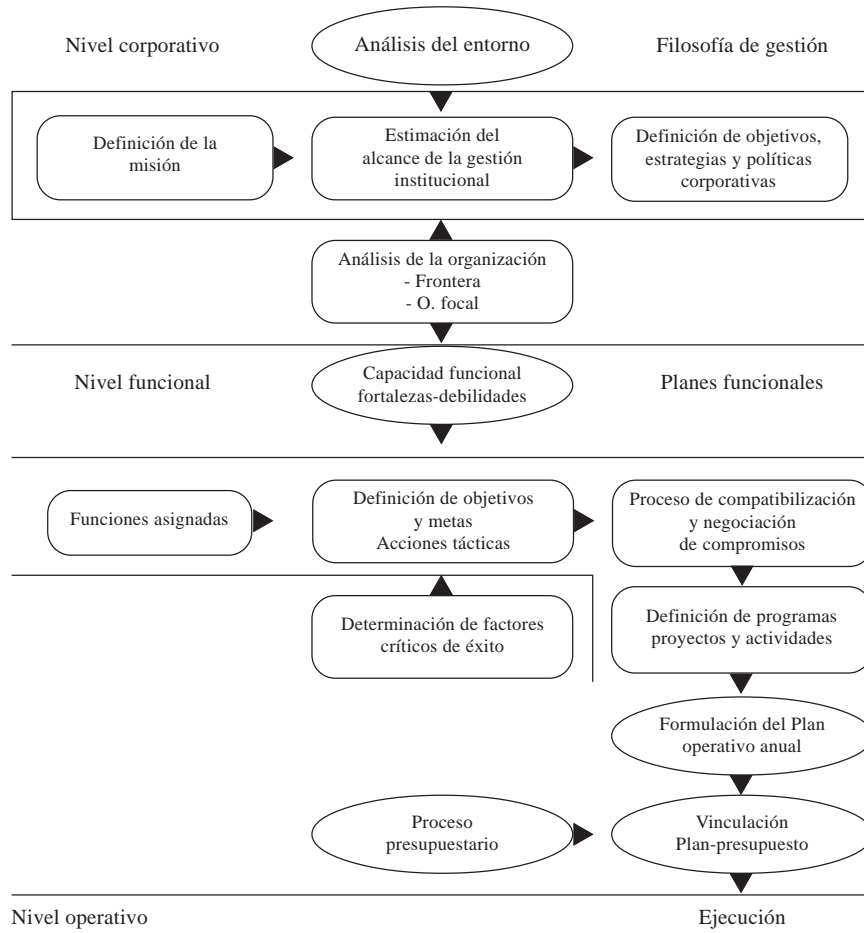 Nivel corporativo
Análisis del entorno
Filosofía de gestión
Definición de la
misión
Estimación del
alcance de la gestión
institucional
Definición de objetivos,
estrategias y políticas
corporativas
Análisis de la organización
- Frontera
- O. focal
Nivel funcional
Capacidad funcional
fortalezas-debilidades
Planes funcionales
Funciones asignadas
Definición de objetivos
y metas
Acciones tácticas
Proceso de compatibilización
y negociación
de compromisos
Determinación de factores
críticos de éxito
Definición de programas
proyectos y actividades
Formulación del Plan
operativo anual
Proceso
presupuestario
Vinculación
Plan-presupuesto
Nivel operativo
Ejecución